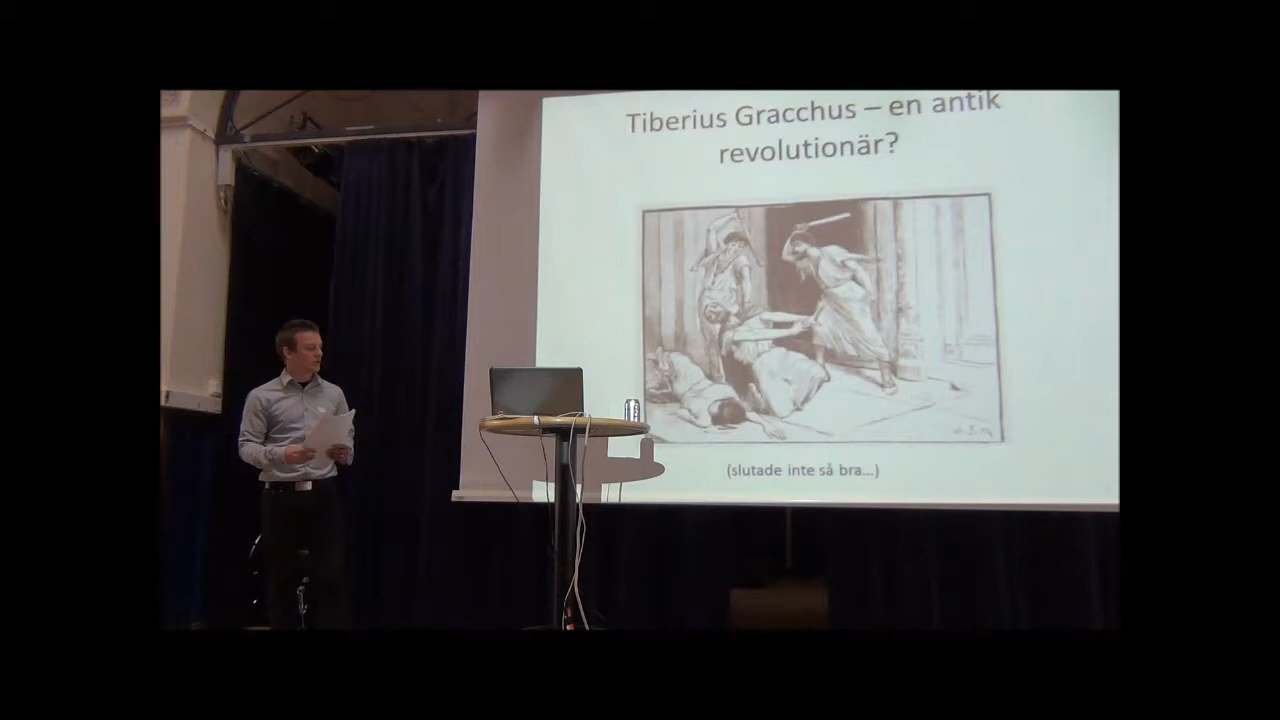 Tiberius Gracchus – en antik
revolutionär?
(slutade inte så bra...)